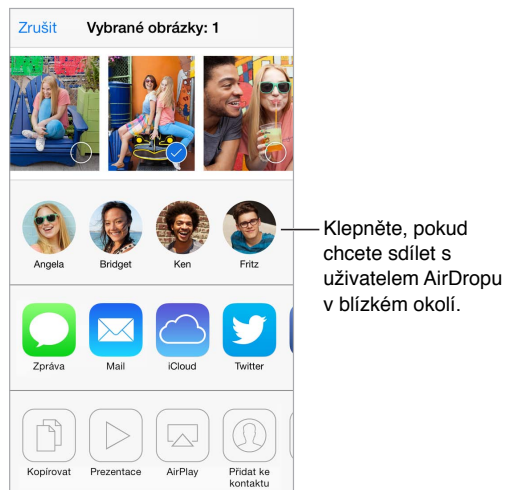 Zrušit Vybrané obrázky: 1
Angela Bridget Ken Fritz
Klepněte, pokud
chcete sdílet s
uživatelem AirDropu
v blízkém okolí.
Zpráva Mail iCloud Twitter
Kopírovat Prezentace AirPlay Přidat ke
kontaktu